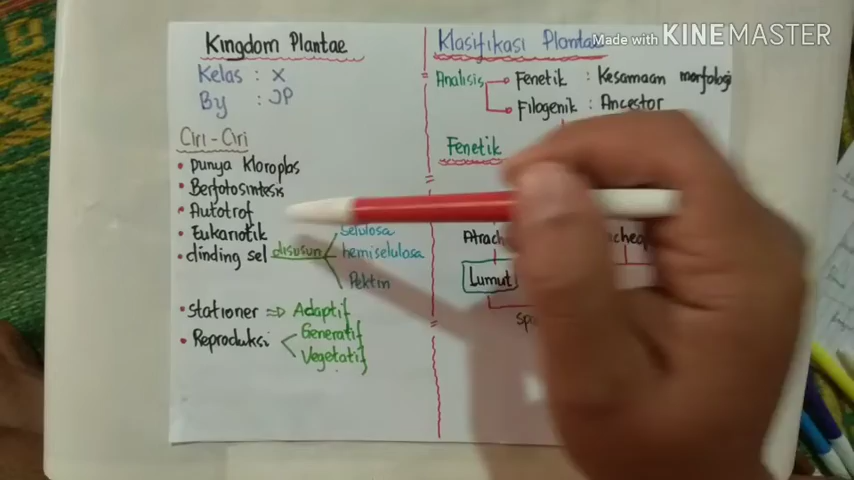 Kingdom Plantae
Kelas : X
By : JP
Ciri-Ciri
• Punya Kloroplas
• Berfotosintesis
• Autotrof
• Eukariotik
• dinding sel disusun
Selulosa
hemiselulosa
Pektin
• Stationer => Adaptif
• Reproduksi
Generatif
Vegetatif
Klasifikasi Plantae
Analisis
Fenetik : Kesamaan morfologi
Filogenik : Ancestor
Fenetik
Lumut
Made with KINEMASTER